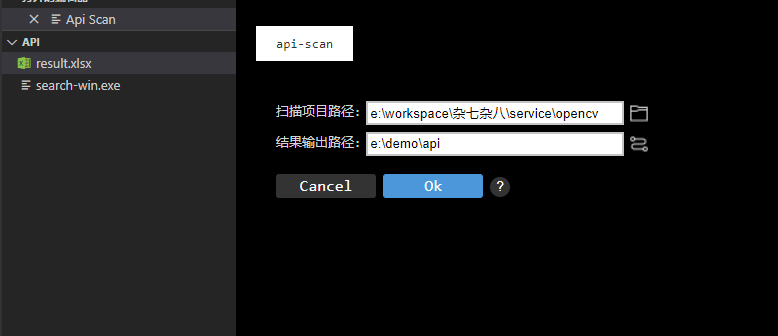 Api Scan
API
result.xlsx
search-win.exe
api-scan
扫描项目路径: e:\workspace\杂七杂八\service\opencv
结果输出路径: e:\demo\api
Cancel Ok ?